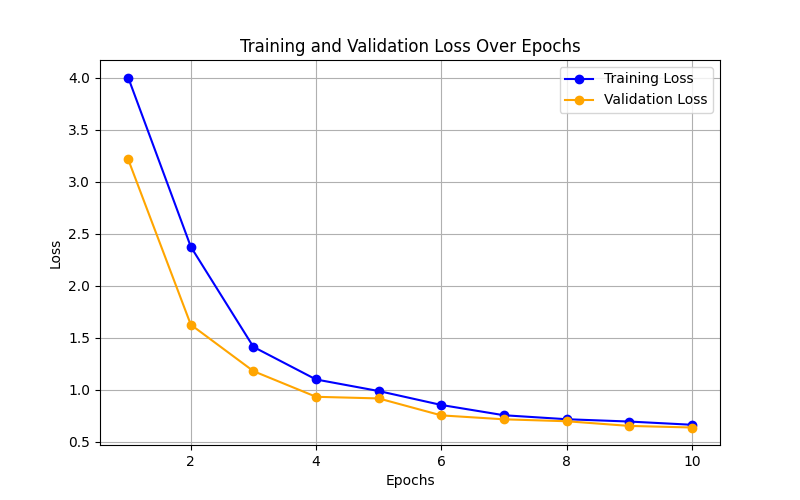 Training and Validation Loss Over Epochs
Training Loss
Validation Loss
4.0
3.5
3.0
2.5
2.0
1.5
1.0
0.5
Loss
2 4 6 8 10
Epochs